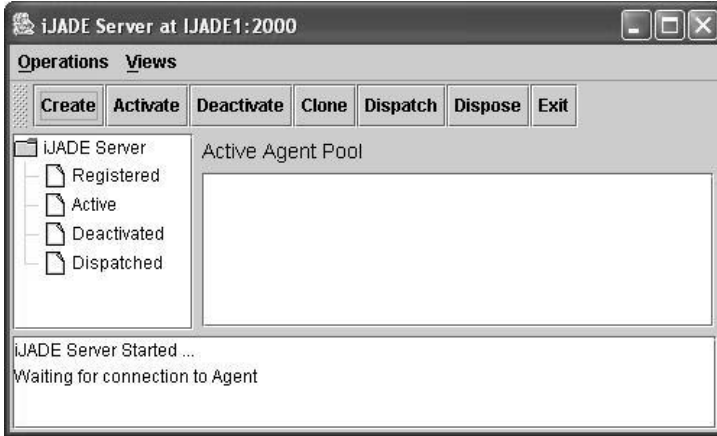 iJADE Server at IJADE1:2000
Operations Views
Create Activate Deactivate Clone Dispatch Dispose Exit
iJADE Server
Registered
Active
Deactivated
Dispatched
Active Agent Pool
iJADE Server Started ...
Waiting for connection to Agent